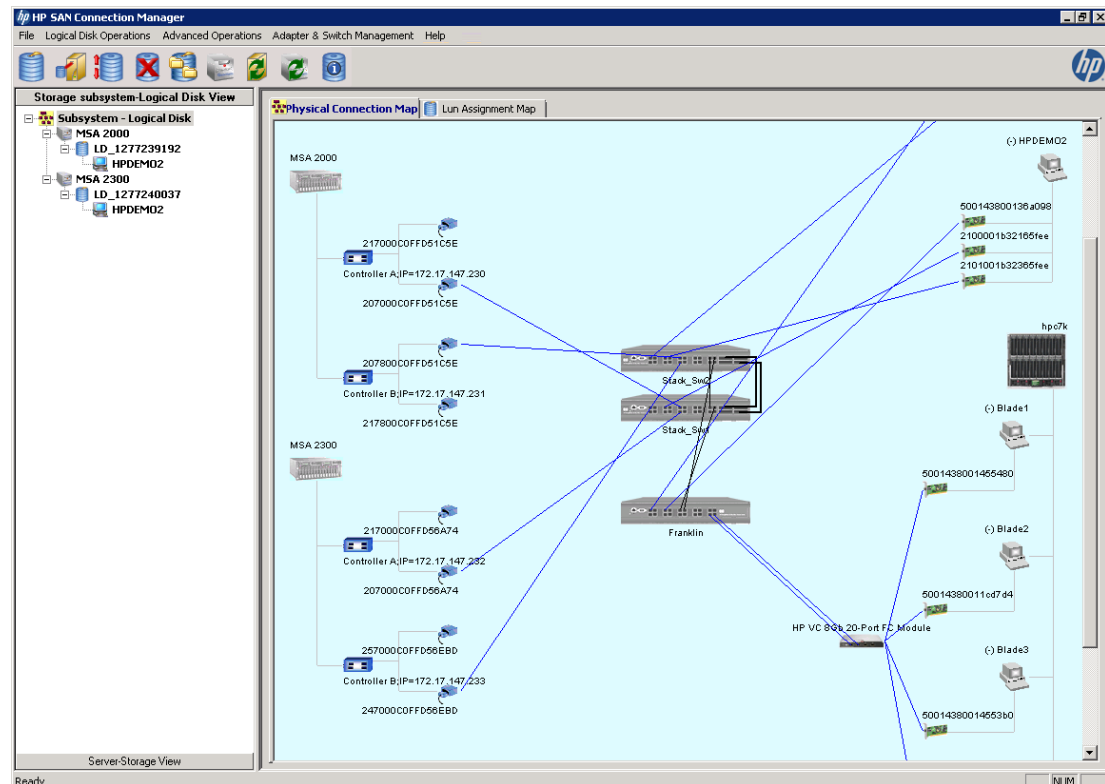 hp HP SAN Connection Manager
File Logical Disk Operations Advanced Operations Adapter & Switch Management Help
hp
Storage subsystem-Logical Disk View
Subsystem - Logical Disk
MSA 2000
LD_1277239192
HPDEMO2
MSA 2300
LD_1277240037
HPDEMO2
Server-Storage View
Physical Connection Map
Lun Assignment Map
MSA 2000
217000C0FFD51C5E
Controller A;IP=172.17.147.230
207000C0FFD51C5E
207800C0FFD51C5E
Controller B;IP=172.17.147.231
217800C0FFD51C5E
MSA 2300
217000C0FFD56A74
Controller A;IP=172.17.147.232
207000C0FFD56A74
257000C0FFD56EBD
Controller B;IP=172.17.147.233
247000C0FFD56EBD
Stack_Sw2
Stack_Sw1
Franklin
HP VC 8Gb 20-Port FC Module
(-) HPDEMO2
500143800136a098
2100001b32165fee
2101001b32365fee
hpc7k
(-) Blade1
5001438001455480
(-) Blade2
50014380011cd7d4
(-) Blade3
50014380014553b0
Ready
NUM